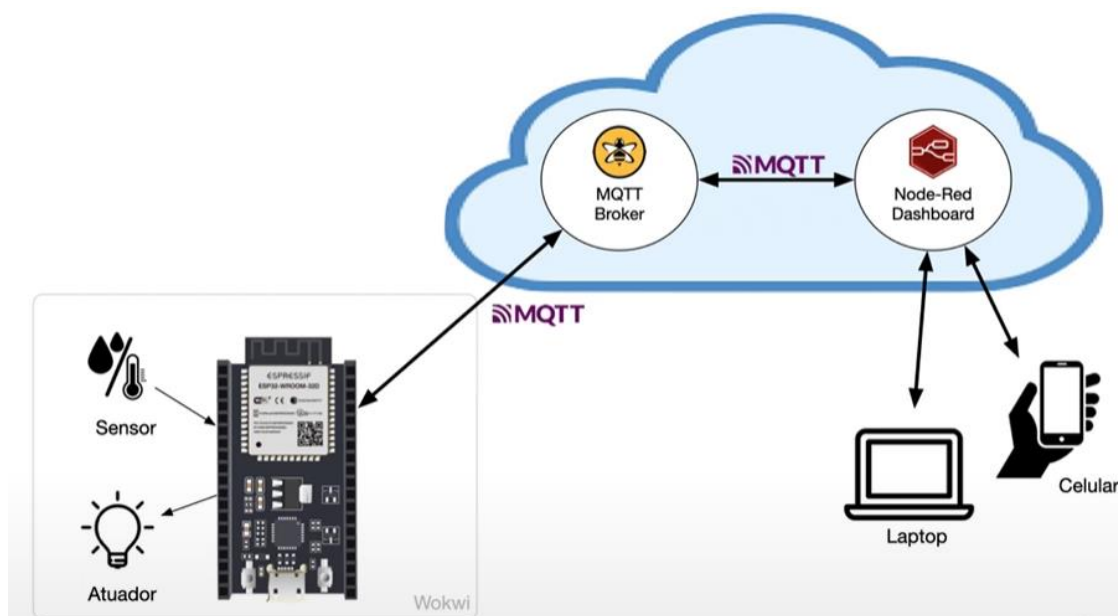 MQTT
Broker
MQTT
Node-Red
Dashboard
MQTT
Sensor
Atuador
ESPRESSIF
ESP32-WROOM-32D
Wokwi
Laptop
Celular